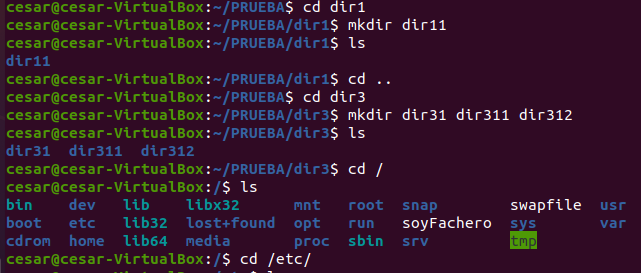 cesar@cesar-VirtualBox:~/PRUEBA$ cd dir1
cesar@cesar-VirtualBox:~/PRUEBA/dir1$ mkdir dir11
cesar@cesar-VirtualBox:~/PRUEBA/dir1$ ls
dir11
cesar@cesar-VirtualBox:~/PRUEBA/dir1$ cd ..
cesar@cesar-VirtualBox:~/PRUEBA$ cd dir3
cesar@cesar-VirtualBox:~/PRUEBA/dir3$ mkdir dir31 dir311 dir312
cesar@cesar-VirtualBox:~/PRUEBA/dir3$ ls
dir31 dir311 dir312
cesar@cesar-VirtualBox:~/PRUEBA/dir3$ cd /
cesar@cesar-VirtualBox:/$ ls
bin dev lib libx32 mnt root snap swapfile usr
boot etc lib32 lost+found opt run soyFachero sys var
cdrom home lib64 media proc sbin srv tmp
cesar@cesar-VirtualBox:/$ cd /etc/